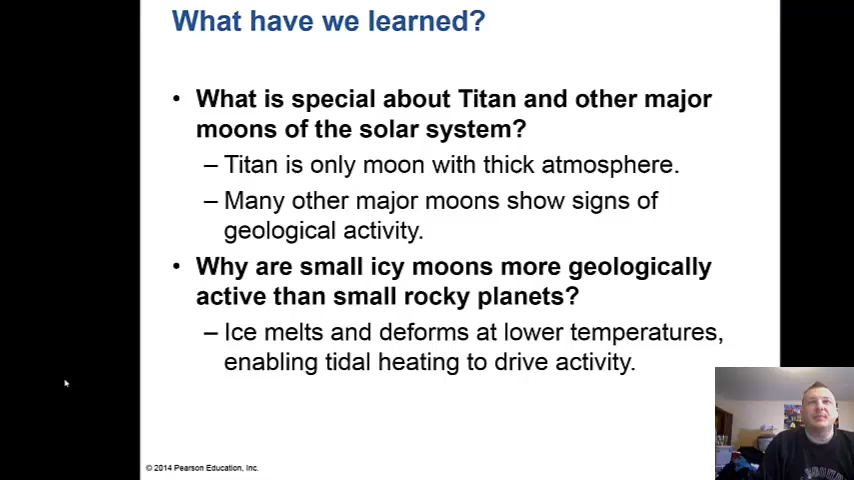 What have we learned?
• What is special about Titan and other major
moons of the solar system?
– Titan is only moon with thick atmosphere.
– Many other major moons show signs of
geological activity.
• Why are small icy moons more geologically
active than small rocky planets?
– Ice melts and deforms at lower temperatures,
enabling tidal heating to drive activity.
© 2014 Pearson Education, Inc.